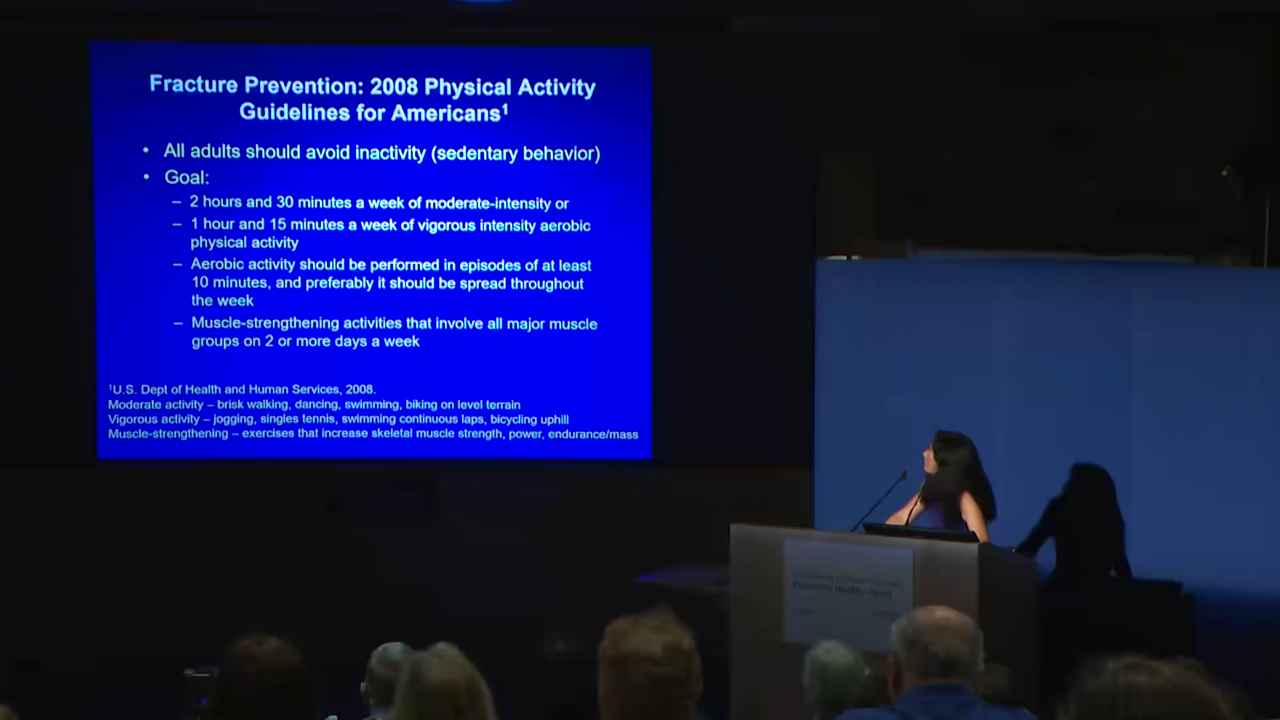 Fracture Prevention: 2008 Physical Activity
Guidelines for Americans¹
• All adults should avoid inactivity (sedentary behavior)
• Goal:
– 2 hours and 30 minutes a week of moderate-intensity or
– 1 hour and 15 minutes a week of vigorous intensity aerobic
physical activity
– Aerobic activity should be performed in episodes of at least
10 minutes, and preferably it should be spread throughout
the week
– Muscle-strengthening activities that involve all major muscle
groups on 2 or more days a week
¹U.S. Dept of Health and Human Services, 2008.
Moderate activity – brisk walking, dancing, swimming, biking on level terrain
Vigorous activity – jogging, singles tennis, swimming continuous laps, bicycling uphill
Muscle-strengthening – exercises that increase skeletal muscle strength, power, endurance/mass